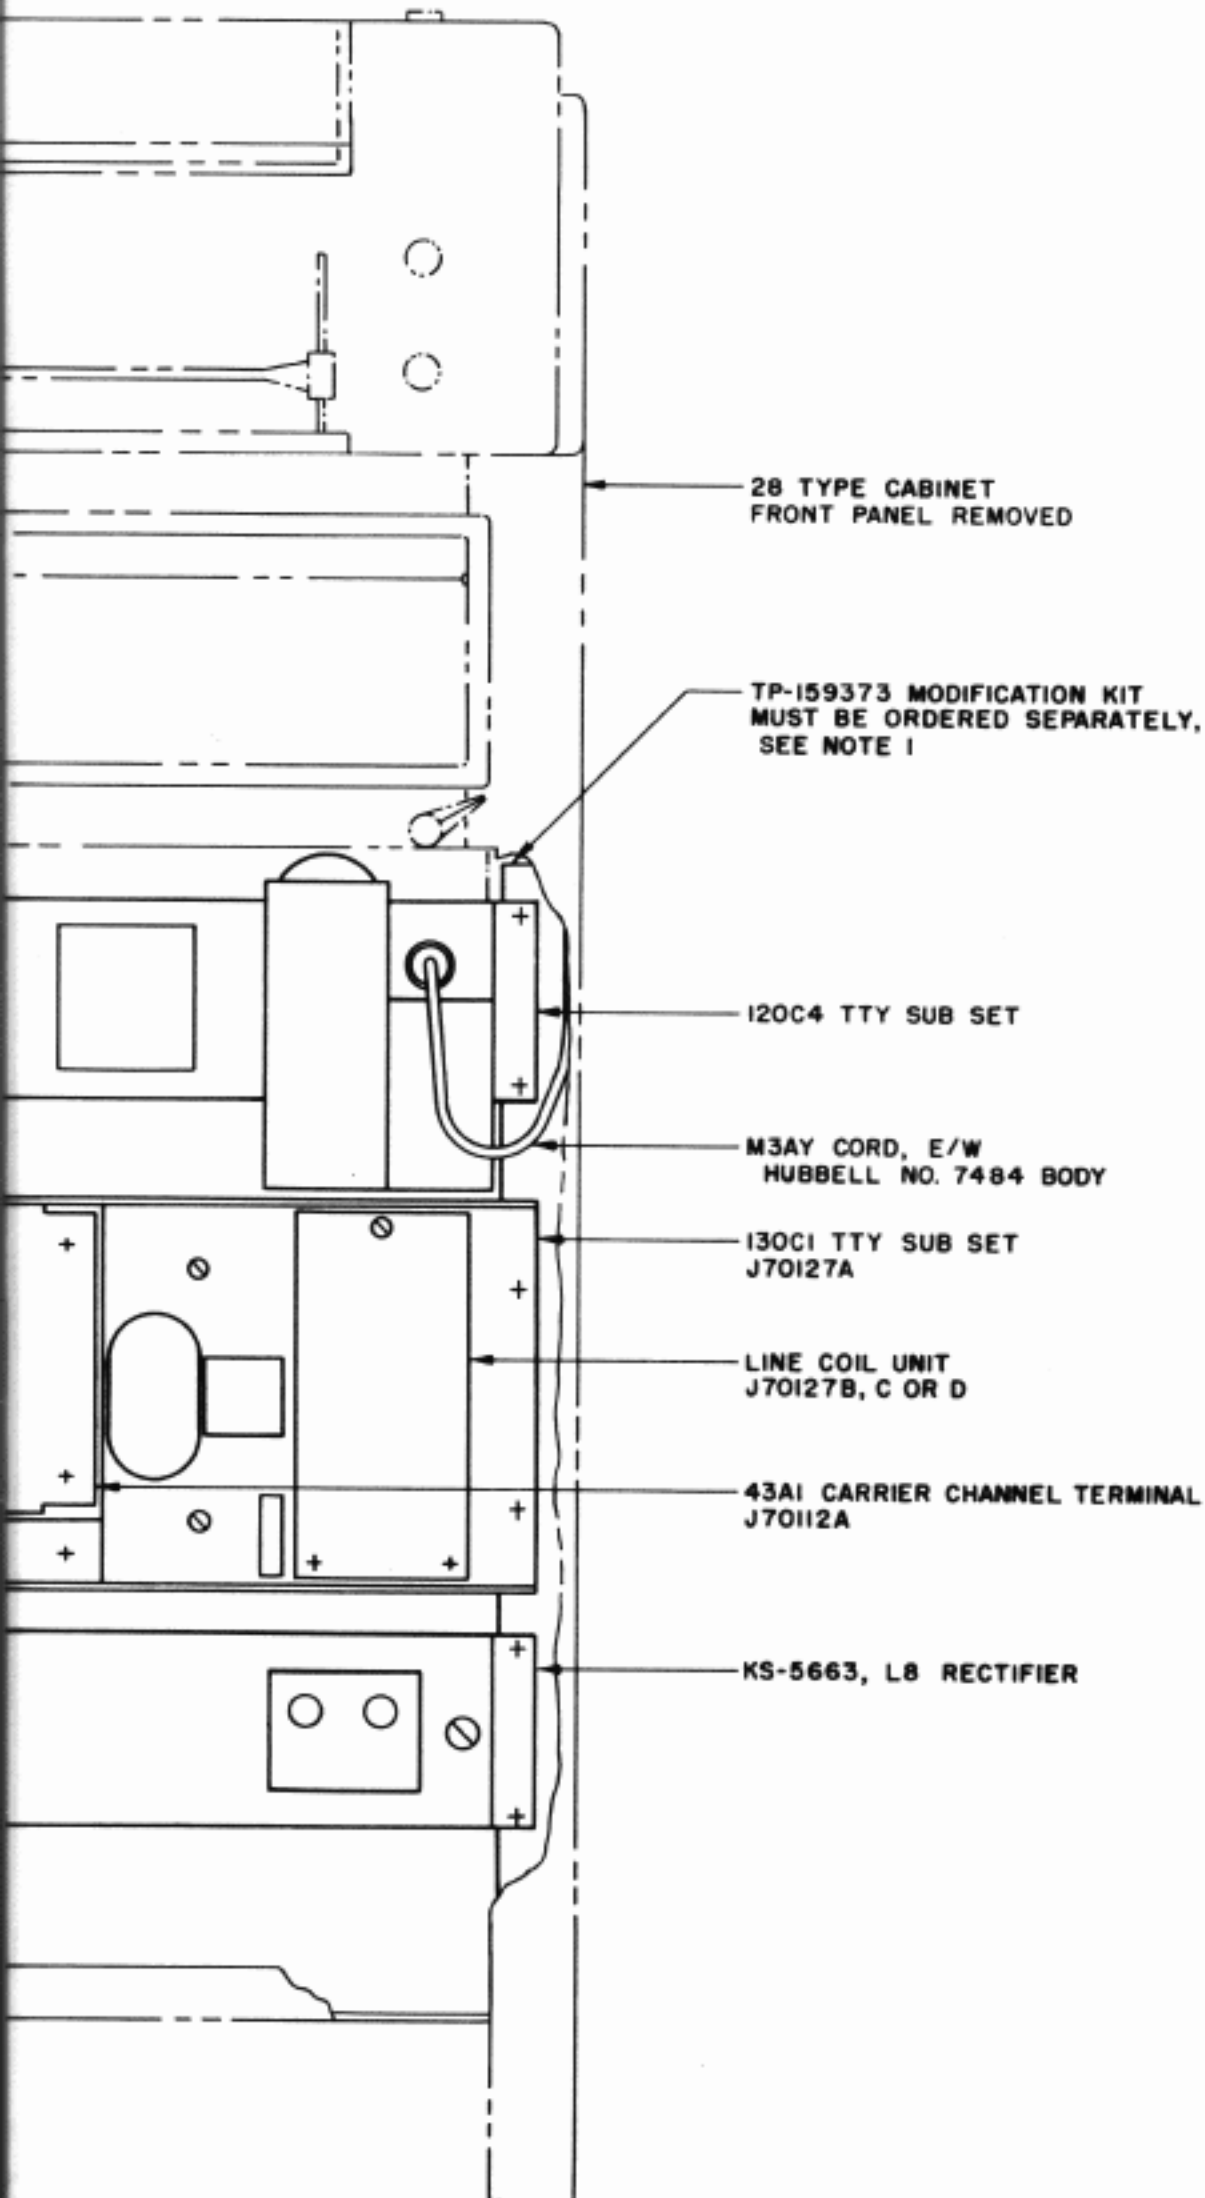 28 TYPE CABINET
FRONT PANEL REMOVED
TP-159373 MODIFICATION KIT
MUST BE ORDERED SEPARATELY,
SEE NOTE 1
120C4 TTY SUB SET
M3AY CORD, E/W
HUBBELL NO. 7484 BODY
130C1 TTY SUB SET
J70127A
LINE COIL UNIT
J70127B, C OR D
43A1 CARRIER CHANNEL TERMINAL
J70112A
KS-5663, L8 RECTIFIER